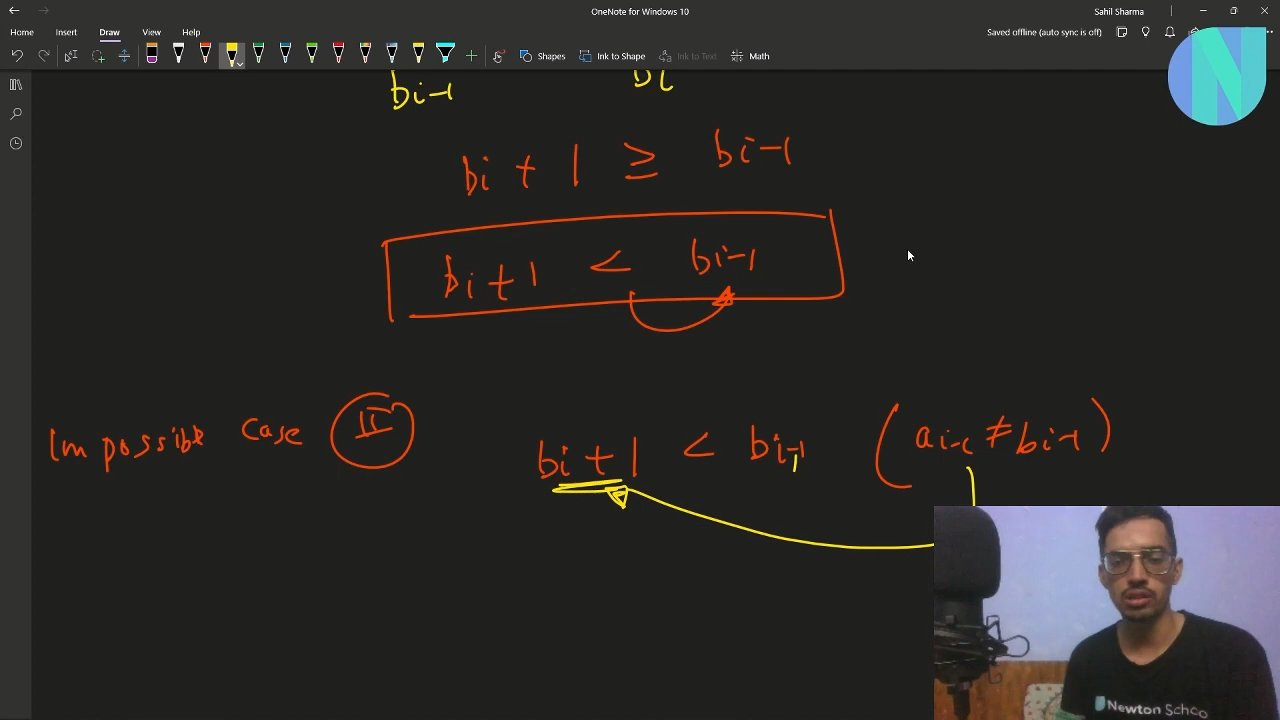 OneNote for Windows 10
Sahil Sharma
Home Insert Draw View Help
Saved offline (auto sync is off)
Shapes Ink to Shape Ink to Text Math
bi-1 bi
bi + 1 ≥ bi-1
bi + 1 < bi-1
Impossible Case II bi + 1 < bi-1 (ai-1 ≠ bi-1)
Newton Schoo
N